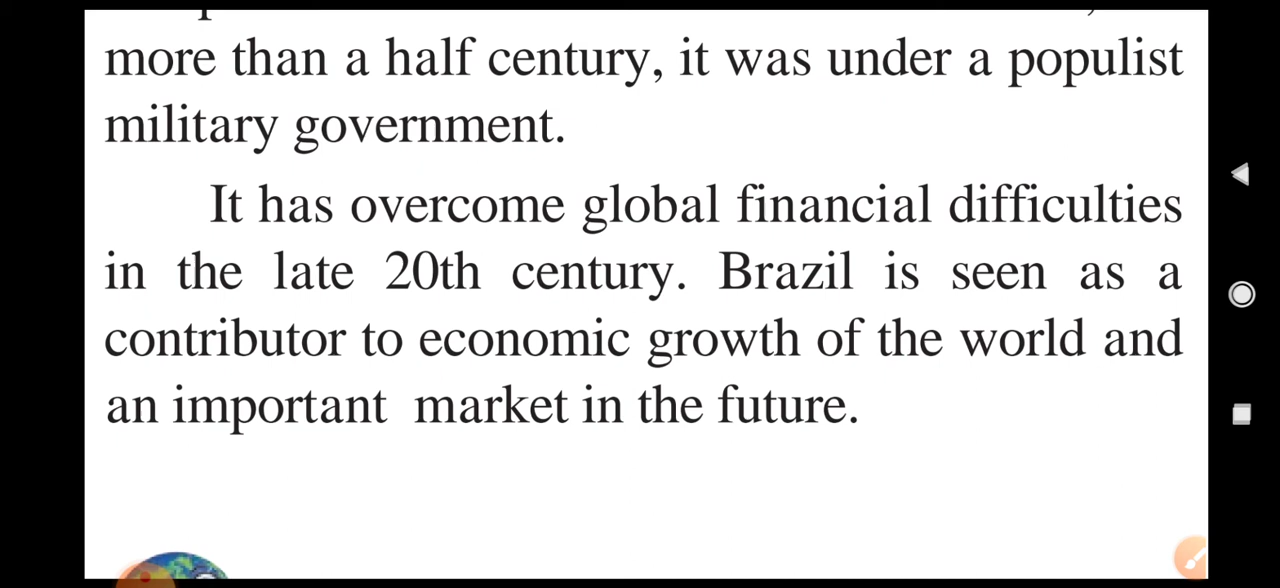 more than a half century, it was under a populist
military government.
It has overcome global financial difficulties
in the late 20th century. Brazil is seen as a
contributor to economic growth of the world and
an important market in the future.